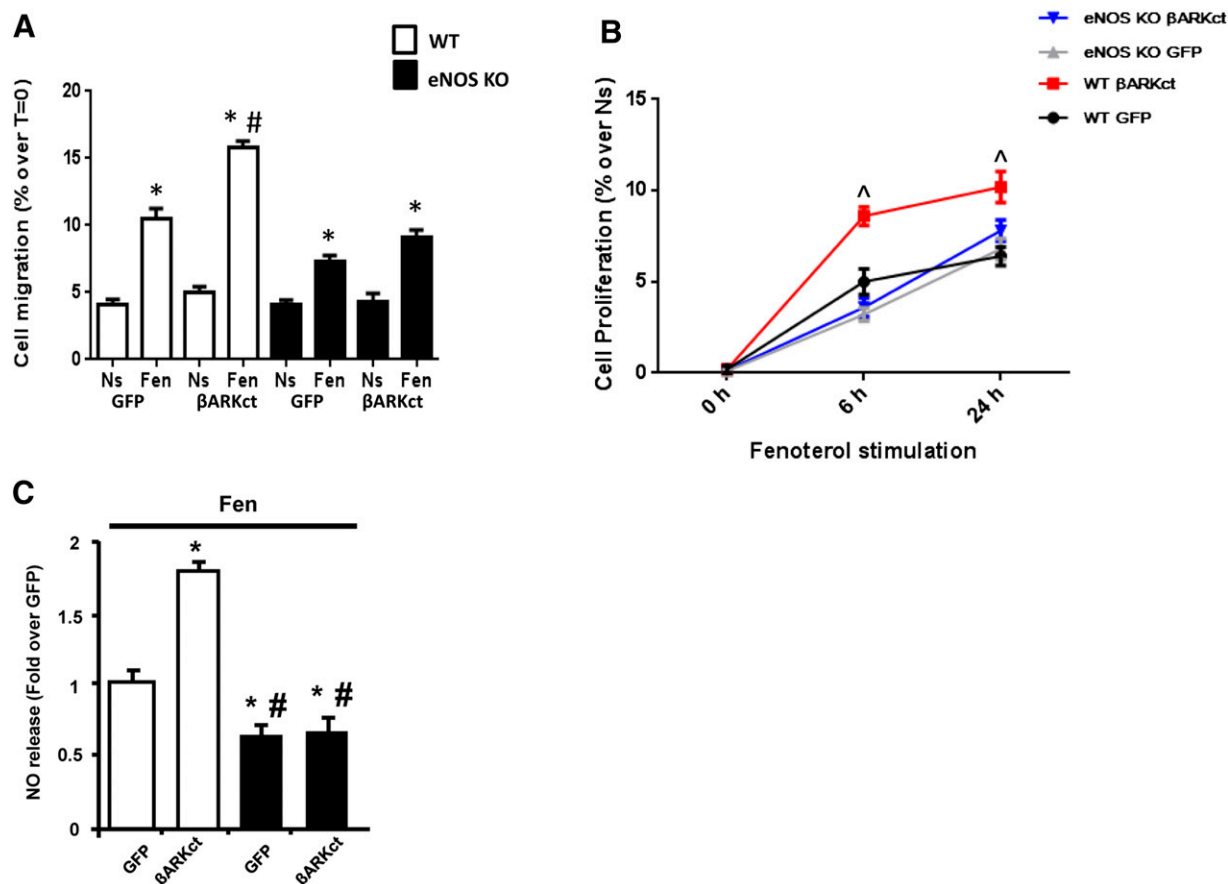 A
WT
eNOS KO
Cell migration (% over T=0)
20
15
10
5
0
*
* #
*
*
Ns Fen Ns Fen Ns Fen Ns Fen
GFP βARKct GFP βARKct
B
eNOS KO βARKct
eNOS KO GFP
WT βARKct
WT GFP
Cell Proliferation (% over Ns)
15
10
5
0
^
^
0 h 6 h 24 h
Fenoterol stimulation
C
Fen
NO release (Fold over GFP)
2
1.5
1
0.5
0
*
* # * #
GFP βARKct GFP βARKct